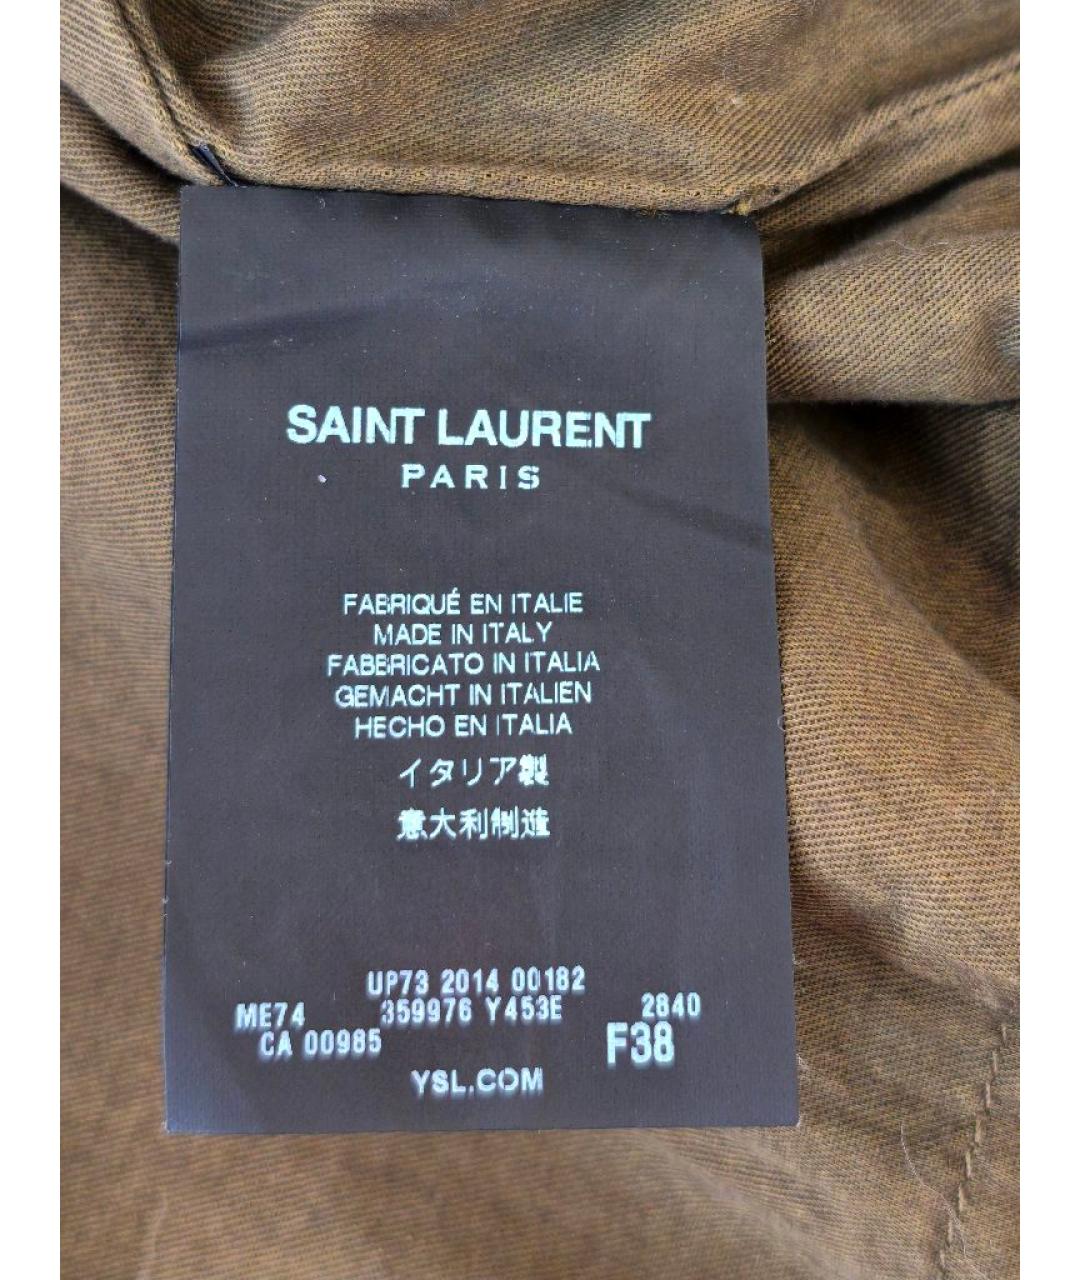 SAINT LAURENT
PARIS
FABRIQUÉ EN ITALIE
MADE IN ITALY
FABBRICATO IN ITALIA
GEMACHT IN ITALIEN
HECHO EN ITALIA
イタリア製
意大利制造
UP73 2014 00182
ME74 359976 Y453E 2840
CA 00985 F38
YSL.COM